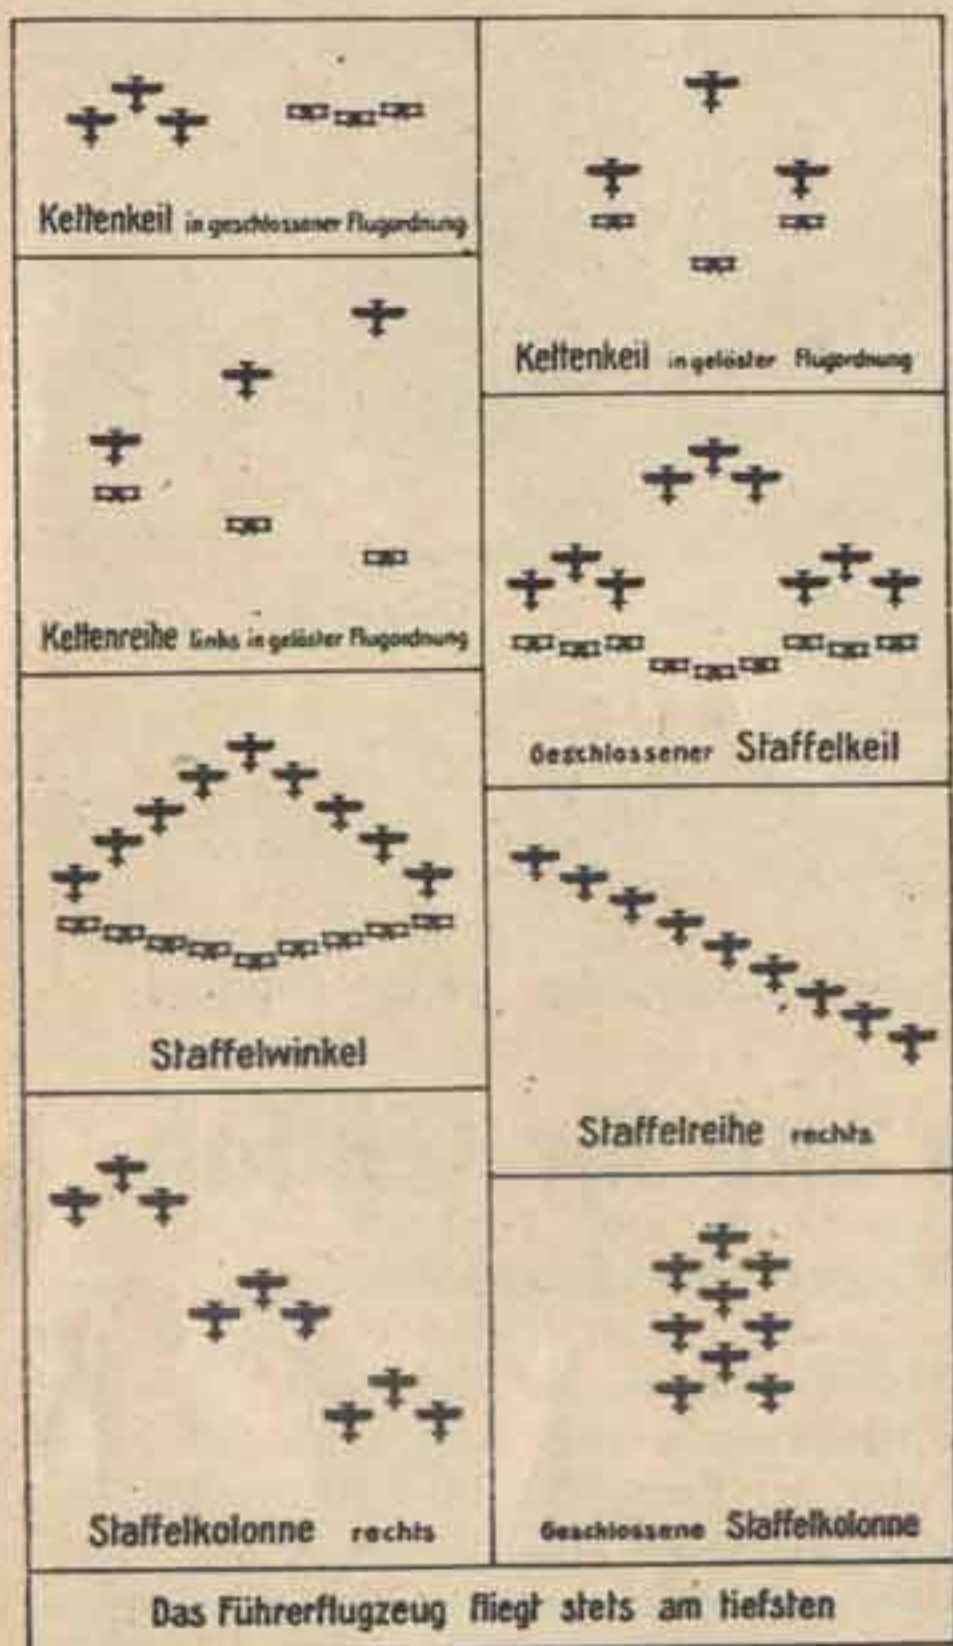 Kettenkeil in geschlossener Flugordnung
Kettenkeil in gelöster Flugordnung
Kettenreihe links in gelöster Flugordnung
Geschlossener Staffelkeil
Staffelwinkel
Staffelreihe rechts
Staffelkolonne rechts
Geschlossene Staffelkolonne
Das Führerflugzeug fliegt stets am tiefsten